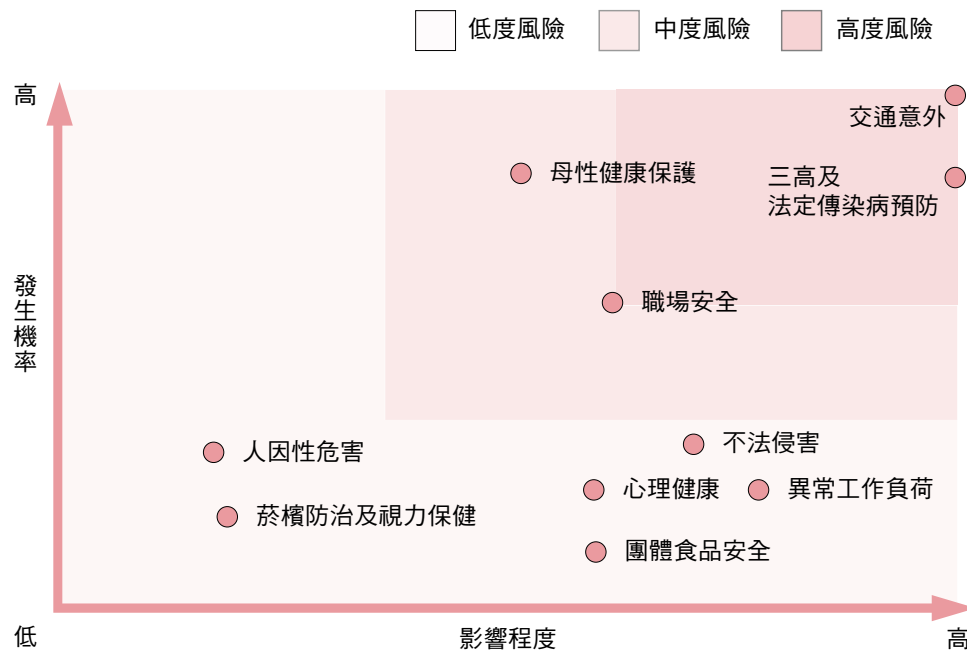 低度風險
中度風險
高度風險
高
交通意外
母性健康保護
三高及
法定傳染病預防
發生機率
職場安全
人因性危害
不法侵害
心理健康
異常工作負荷
菸檳防治及視力保健
團體食品安全
低
影響程度
高